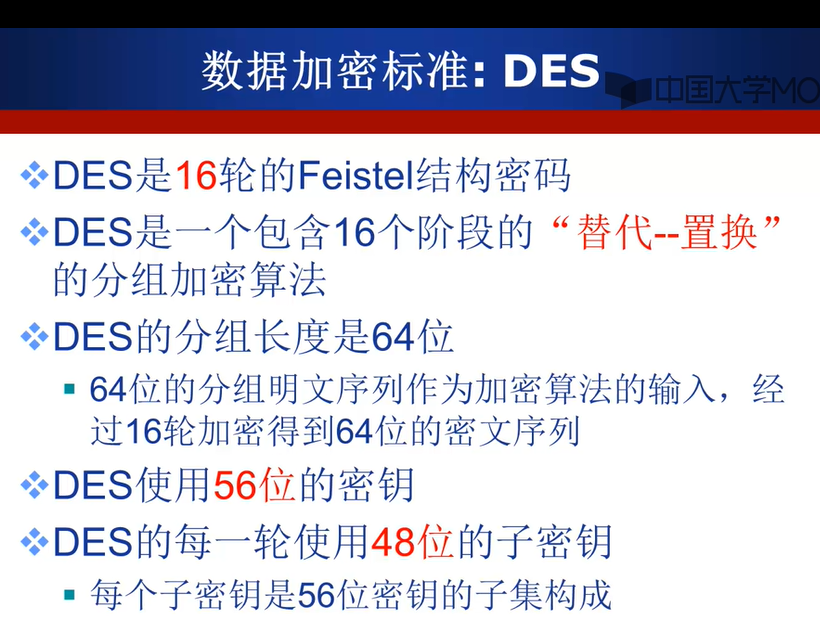 数据加密标准: DES
中国大学MO
DES是16轮的Feistel结构密码
DES是一个包含16个阶段的“替代--置换”
的分组加密算法
DES的分组长度是64位
64位的分组明文序列作为加密算法的输入，经
过16轮加密得到64位的密文序列
DES使用56位的密钥
DES的每一轮使用48位的子密钥
每个子密钥是56位密钥的子集构成